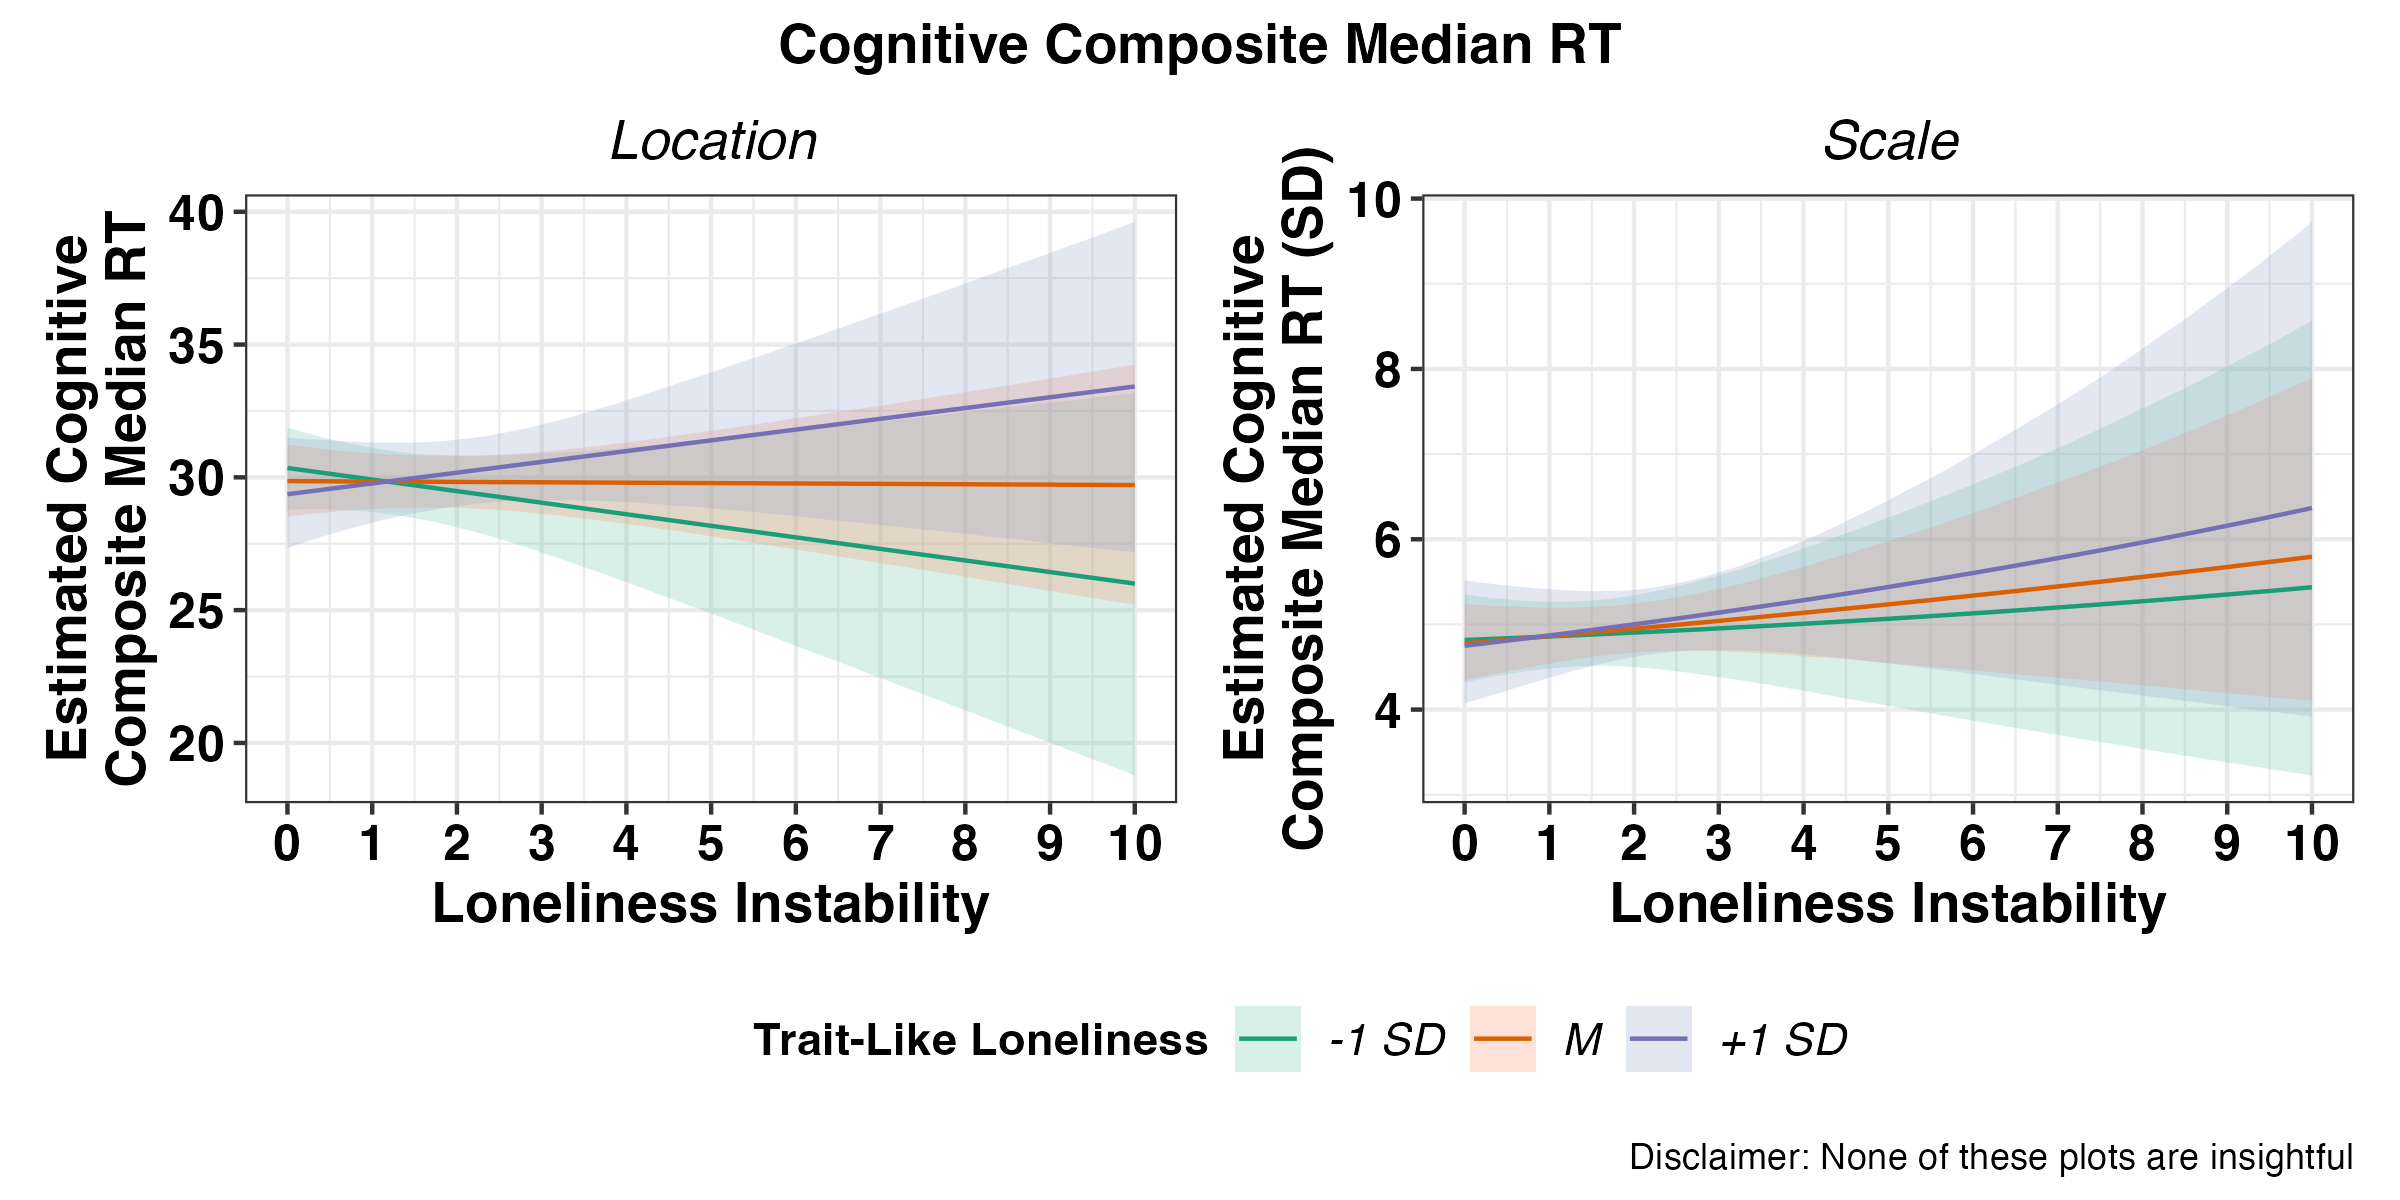 Cognitive Composite Median RT
Location
Estimated Cognitive
Composite Median RT
40
35
30
25
20
0 1 2 3 4 5 6 7 8 9 10
Loneliness Instability
Scale
Estimated Cognitive
Composite Median RT (SD)
10
8
6
4
0 1 2 3 4 5 6 7 8 9 10
Loneliness Instability
Trait-Like Loneliness -1 SD M +1 SD
Disclaimer: None of these plots are insightful